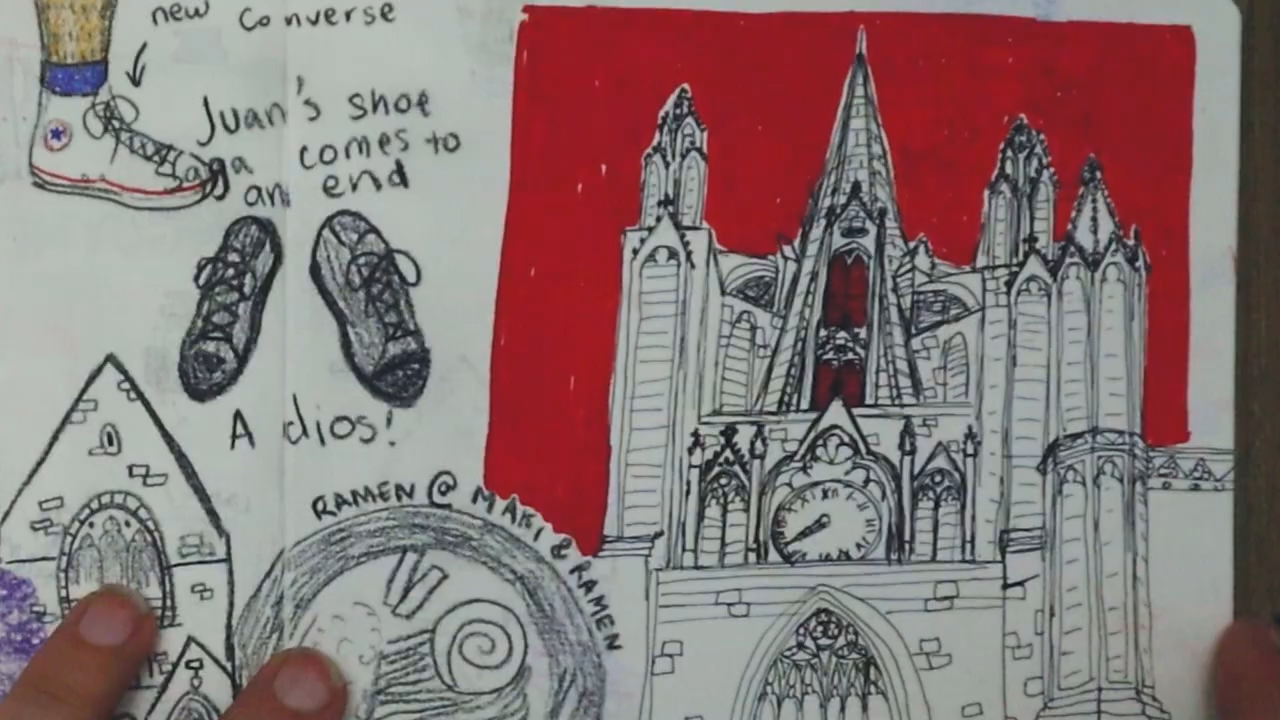 new Converse
Juan's shoe
saga comes to
an end
Adios!
RAMEN @ MAKI & RAMEN